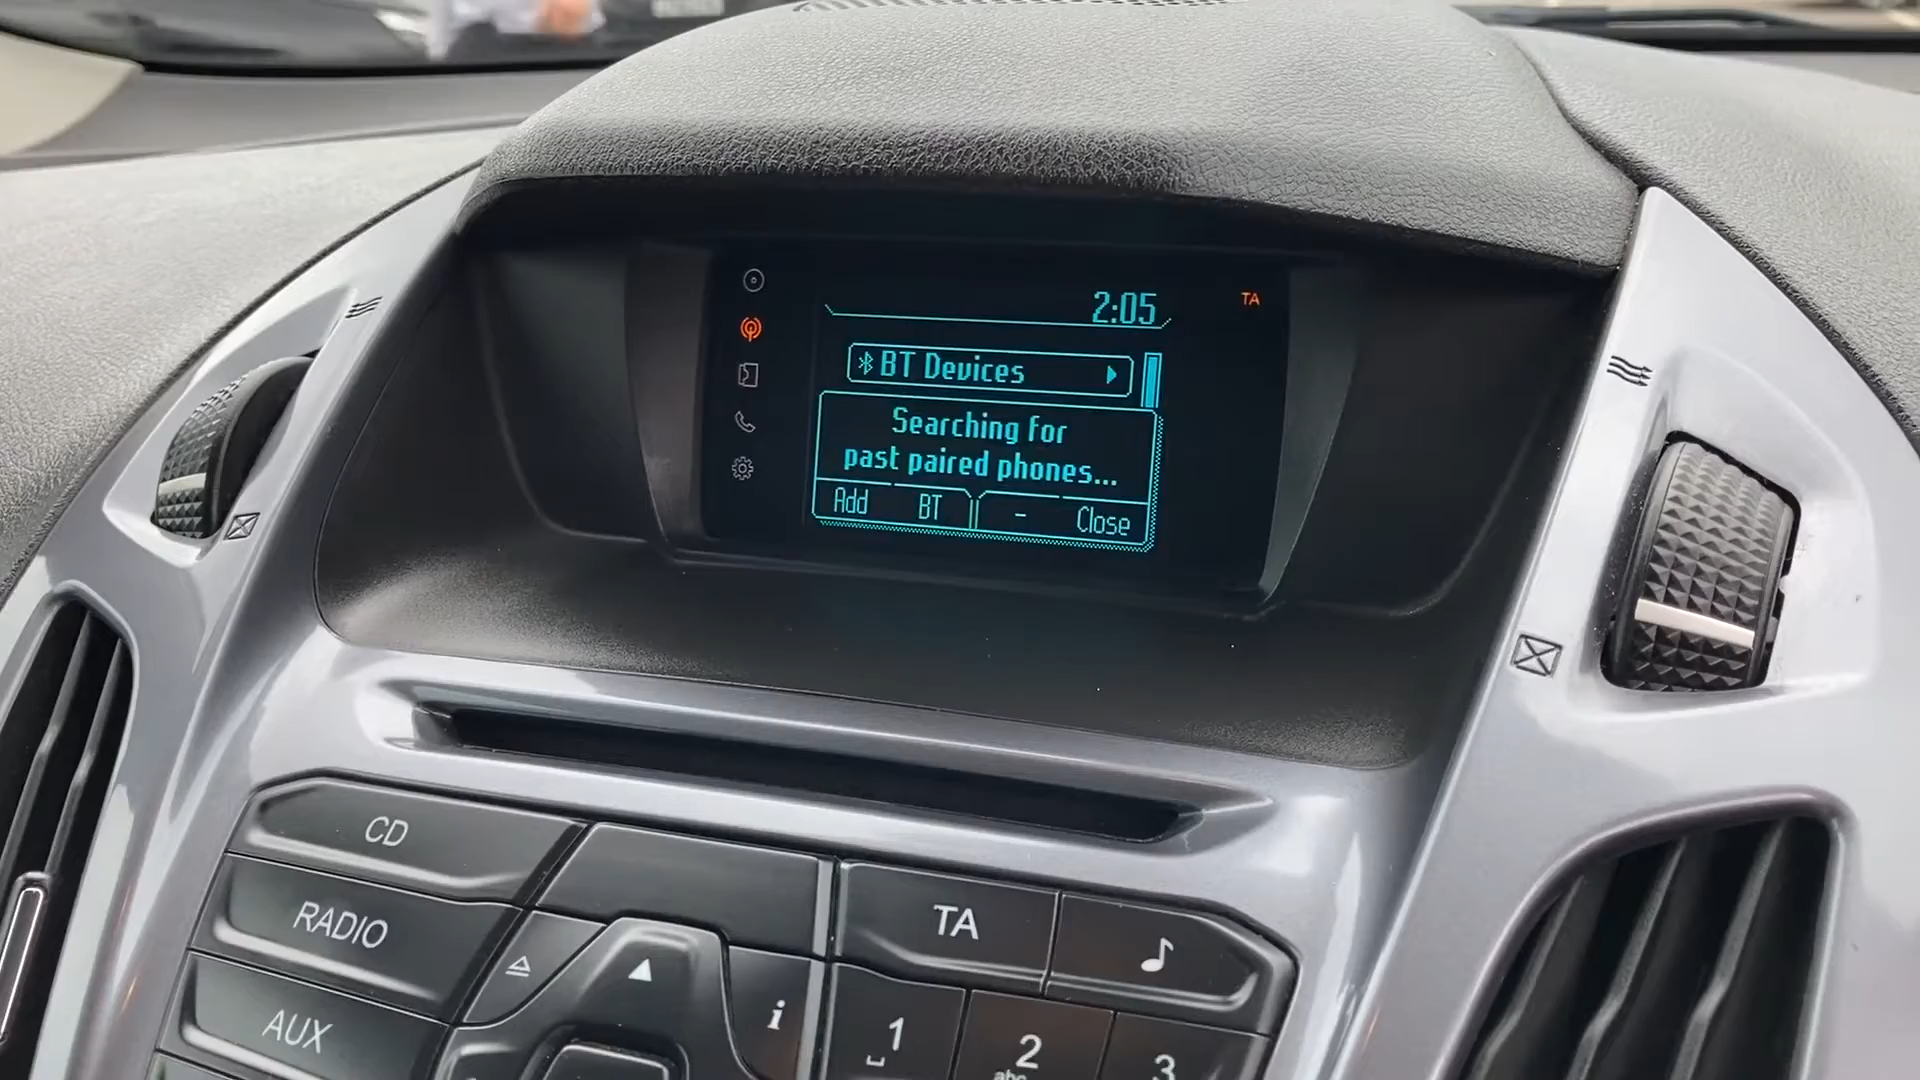 2:05
TA
BT Devices
Searching for
past paired phones...
Add BT - Close
CD
RADIO
AUX
TA
i
1
2
abc
3